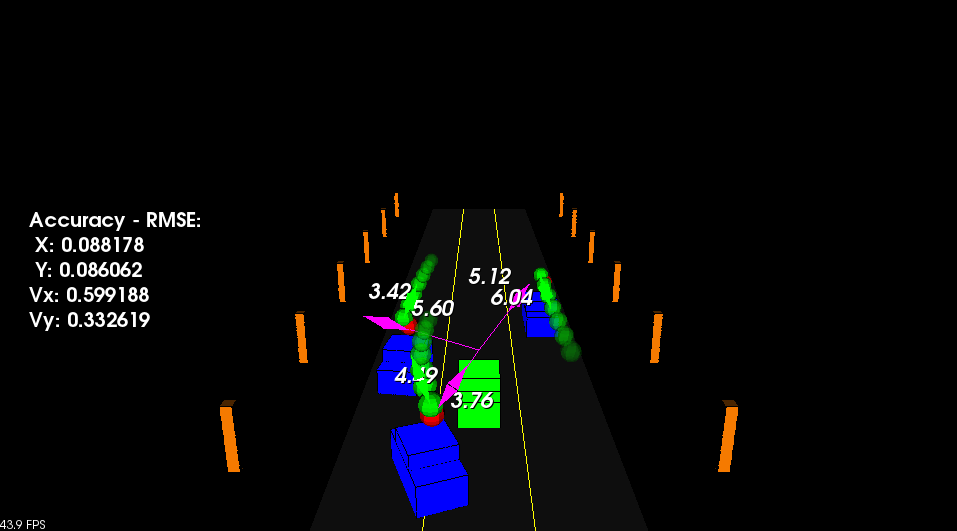 Accuracy - RMSE:
X: 0.088178
Y: 0.086062
Vx: 0.599188
Vy: 0.332619
5.12
3.42
6.04
5.60
3.76
43.9 FPS